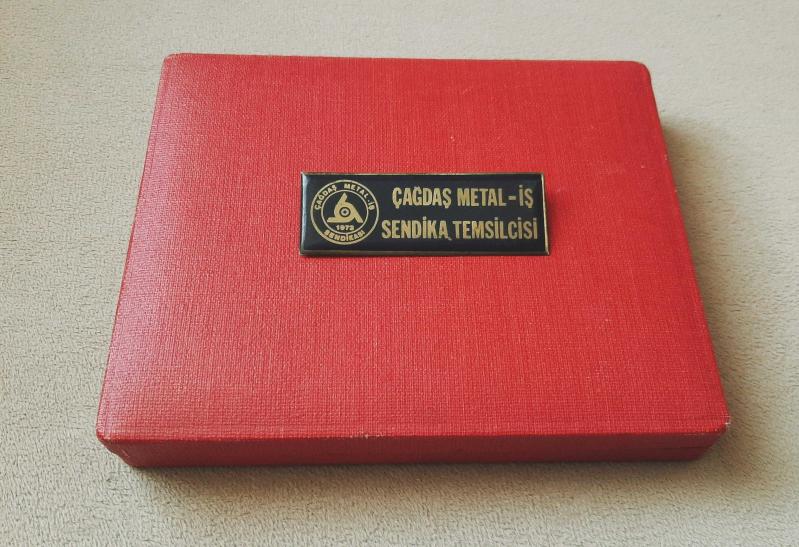 ÇAĞDAŞ METAL-İŞ
1973
SENDİKASI
ÇAĞDAŞ METAL-İŞ
SENDİKA TEMSİLCİSİ